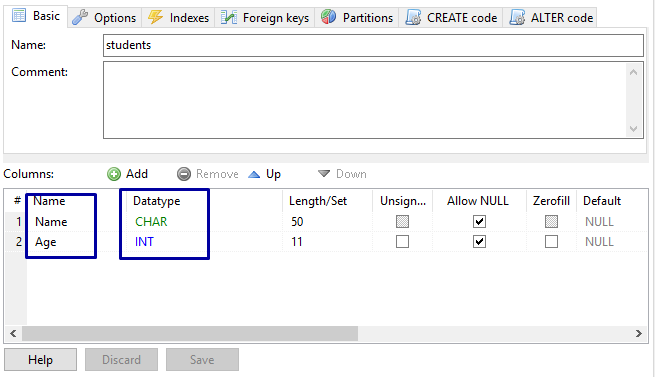 Basic Options Indexes Foreign keys Partitions CREATE code ALTER code
Name: students
Comment:
Columns: Add Remove Up Down
# Name Datatype Length/Set Unsign... Allow NULL Zerofill Default
1 Name CHAR 50 NULL
2 Age INT 11 NULL
Help Discard Save